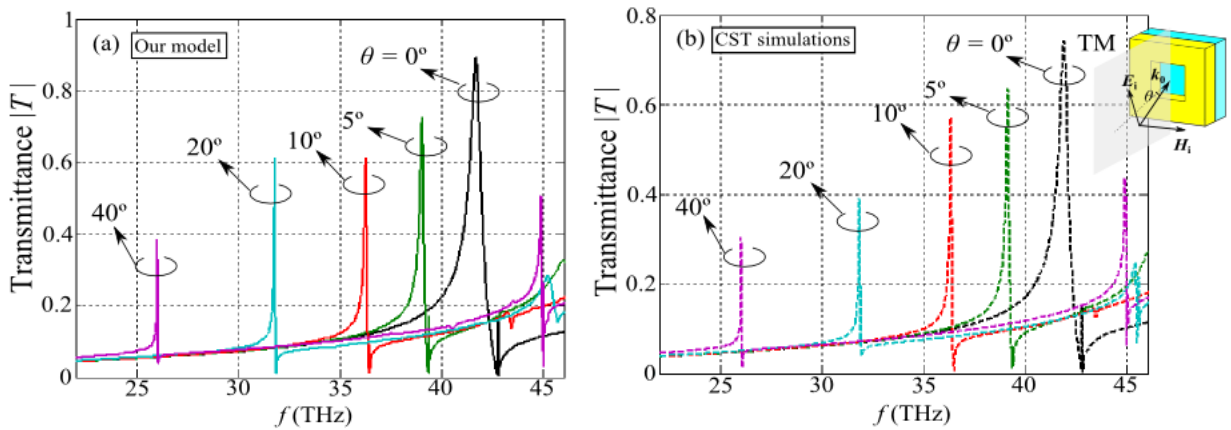 (a) Our model
θ = 0º
5º
10º
20º
40º
Transmittance |T|
1
0.8
0.6
0.4
0.2
0
25 30 35 40 45
f (THz)
(b) CST simulations
TM
θ = 0º
5º
10º
20º
40º
E_i
k_0
θ
H_i
Transmittance |T|
0.8
0.6
0.4
0.2
0
25 30 35 40 45
f (THz)